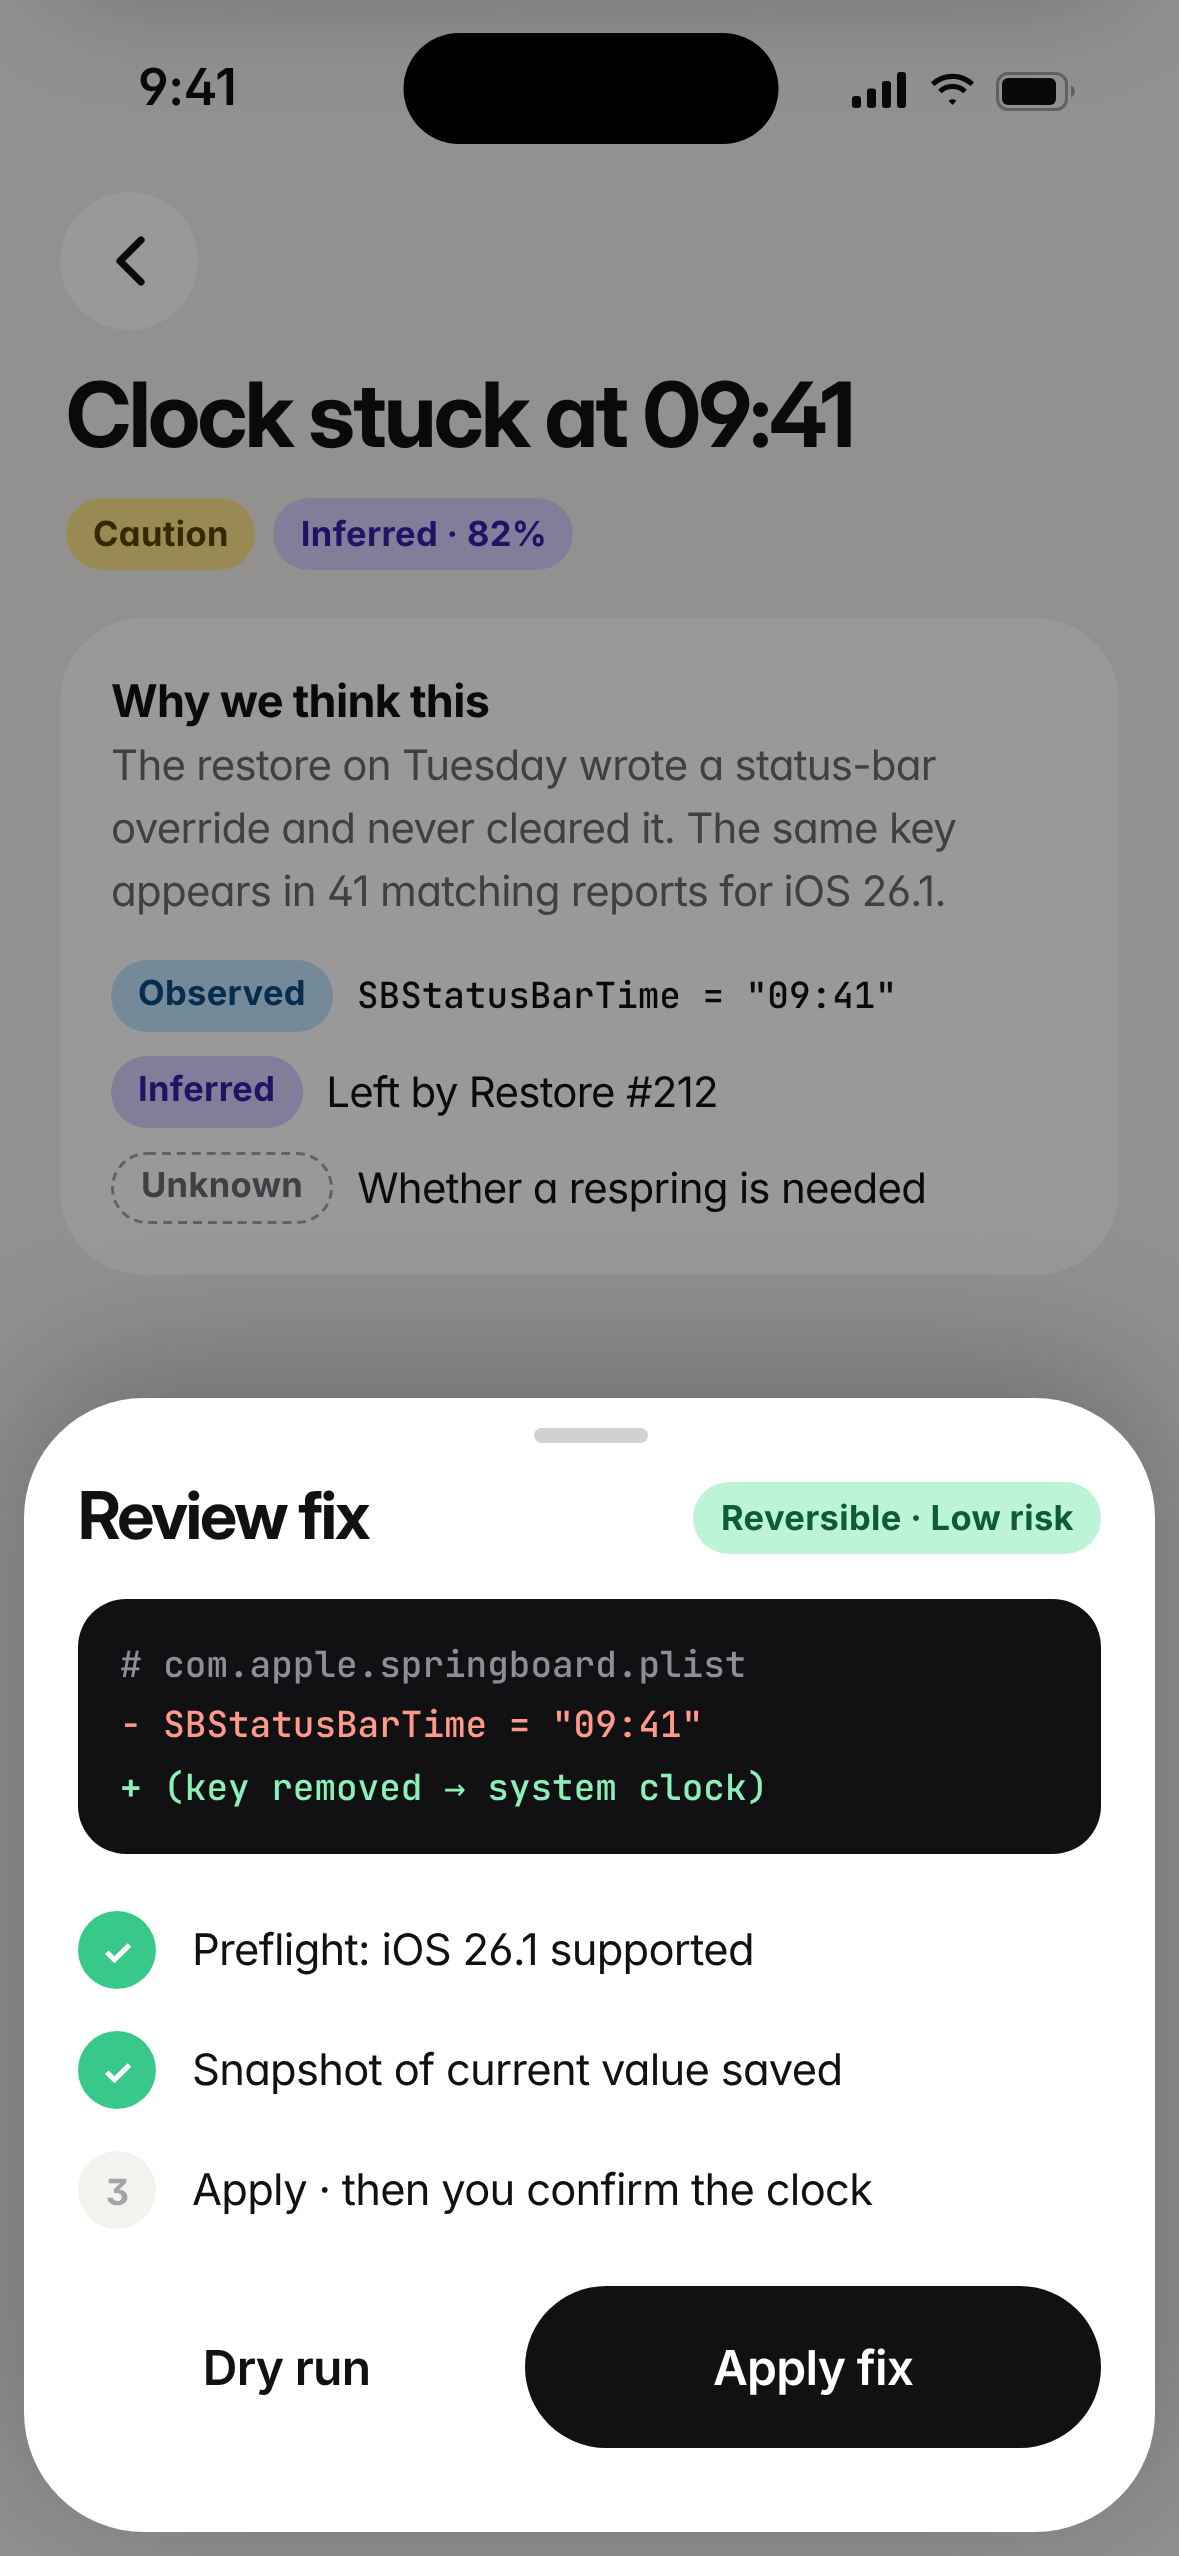 9:41
Clock stuck at 09:41
Caution
Inferred · 82%
Why we think this
The restore on Tuesday wrote a status-bar
override and never cleared it. The same key
appears in 41 matching reports for iOS 26.1.
Observed SBStatusBarTime = "09:41"
Inferred Left by Restore #212
Unknown Whether a respring is needed
Review fix
Reversible · Low risk
# com.apple.springboard.plist
- SBStatusBarTime = "09:41"
+ (key removed → system clock)
Preflight: iOS 26.1 supported
Snapshot of current value saved
3 Apply · then you confirm the clock
Dry run
Apply fix